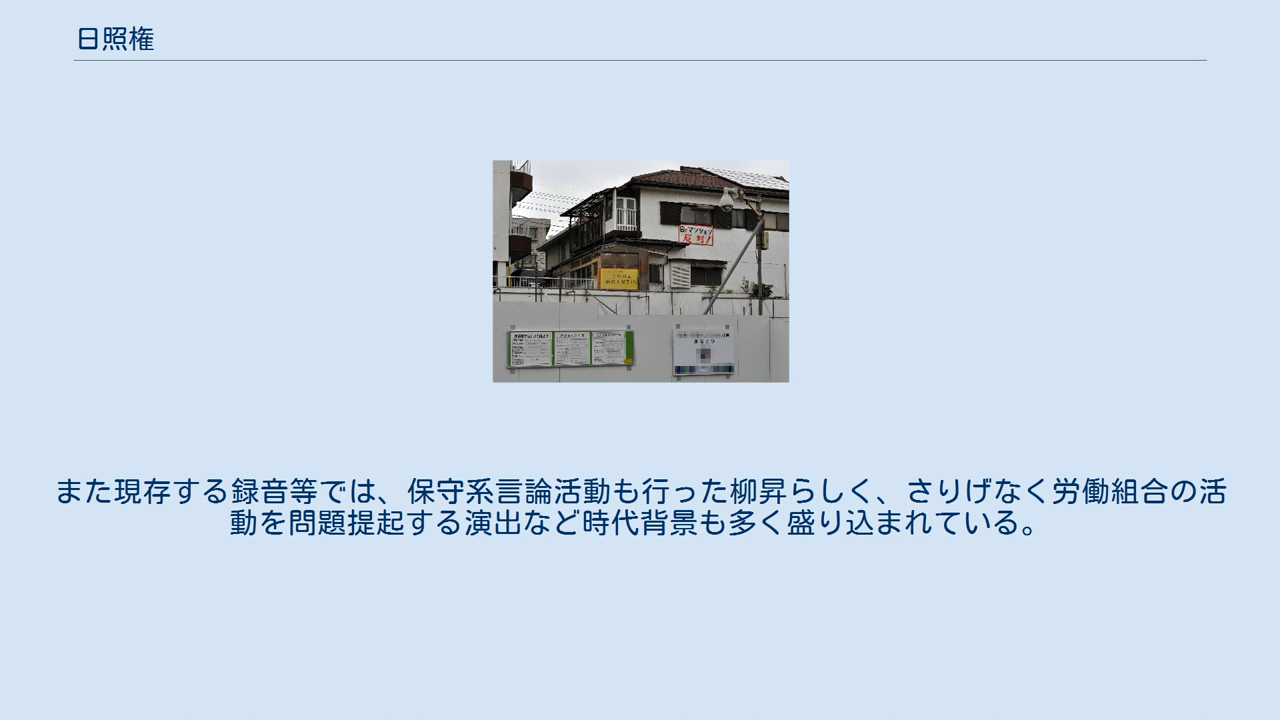 日照権
反対!
また現存する録音等では、保守系言論活動も行った柳昇らしく、さりげなく労働組合の活
動を問題提起する演出など時代背景も多く盛り込まれている。